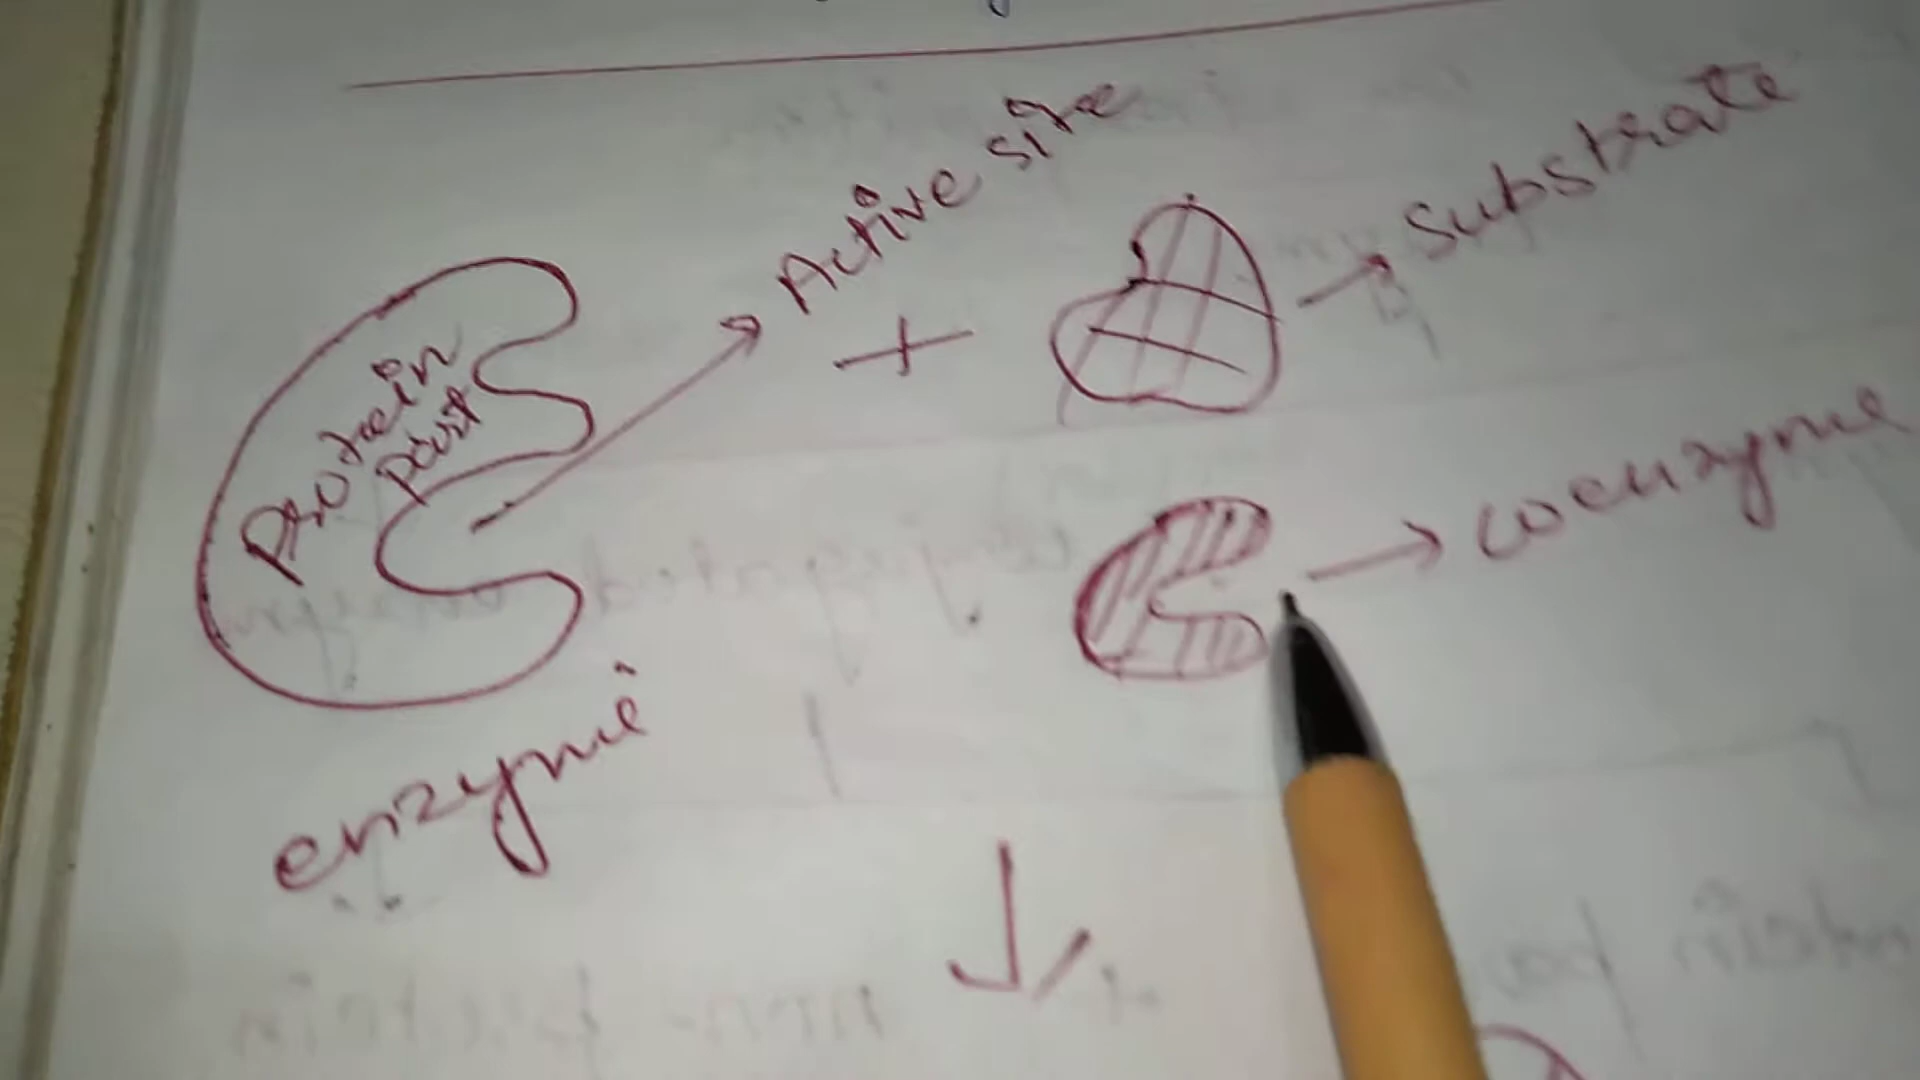 Active site
substrate
Protein
part
+
coenzyme
enzyme